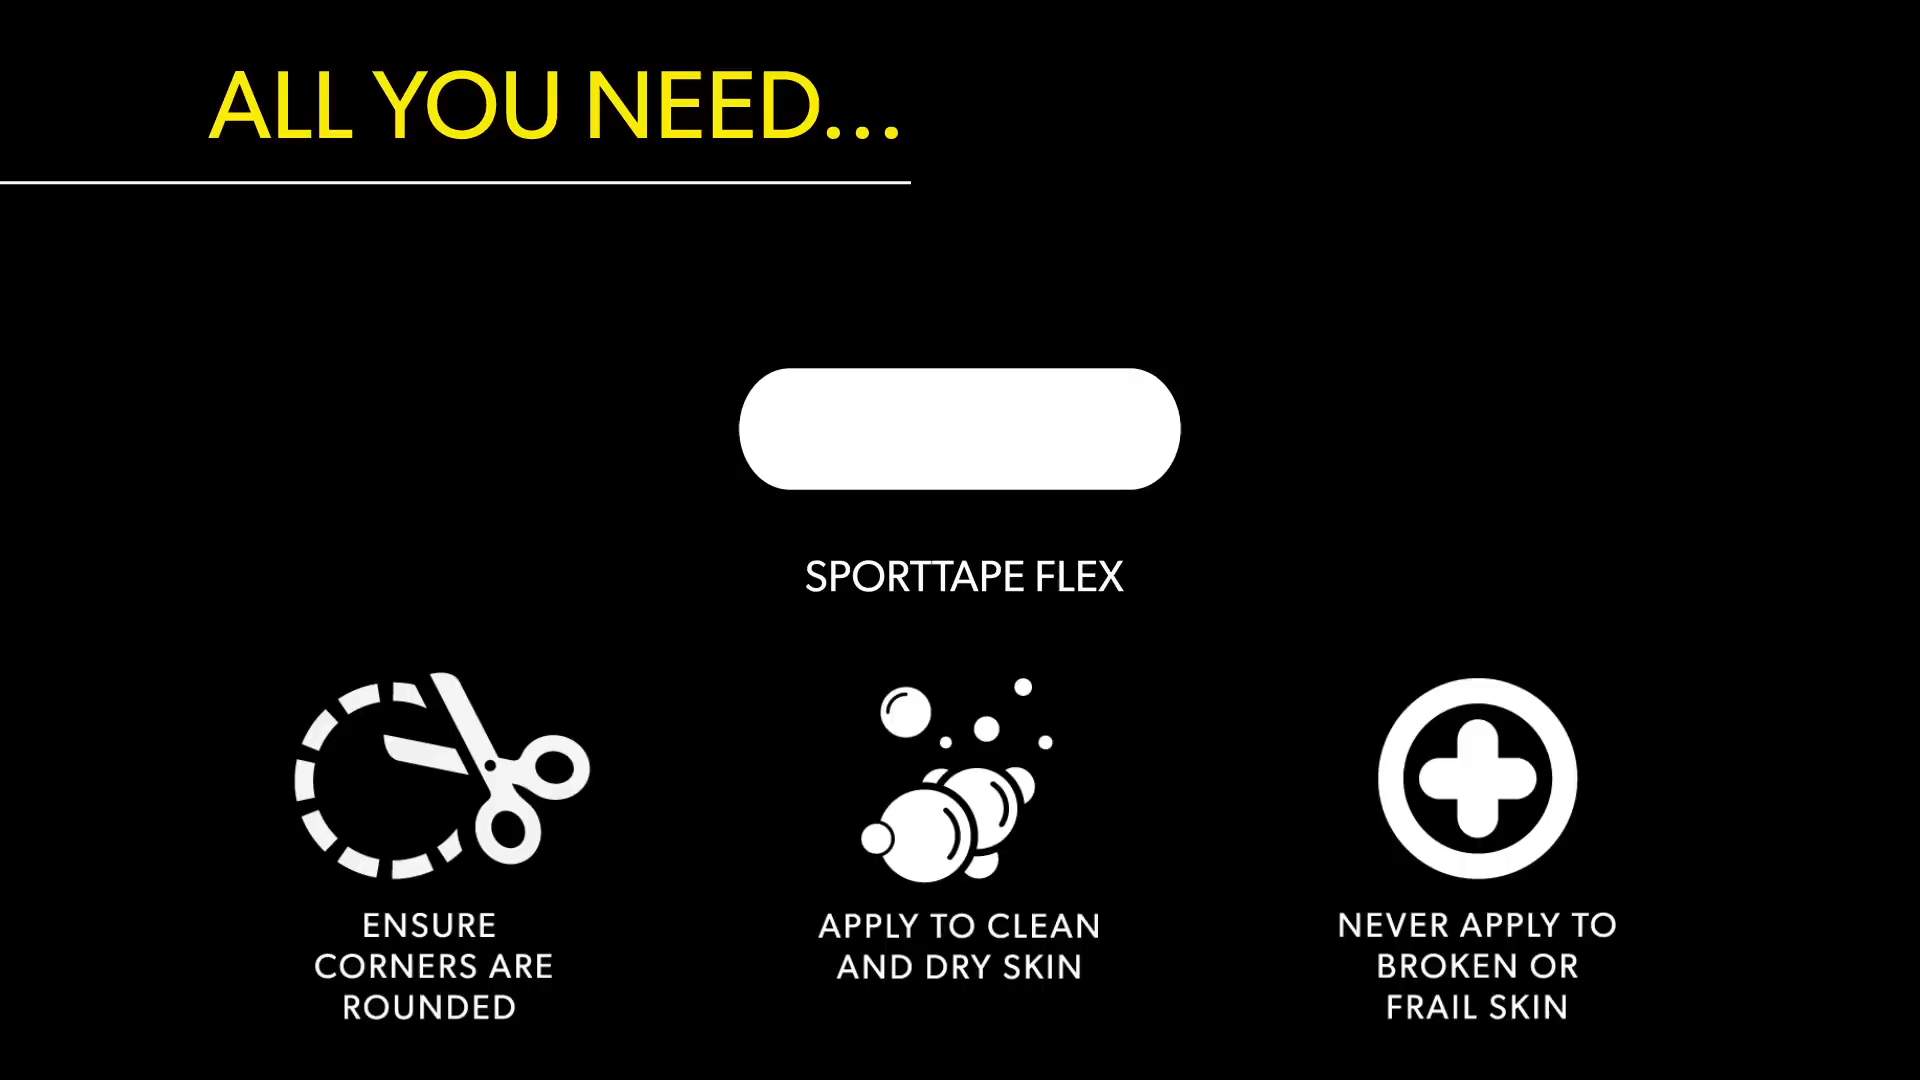 ALL YOU NEED...
SPORTTAPE FLEX
ENSURE
CORNERS ARE
ROUNDED
APPLY TO CLEAN
AND DRY SKIN
NEVER APPLY TO
BROKEN OR
FRAIL SKIN